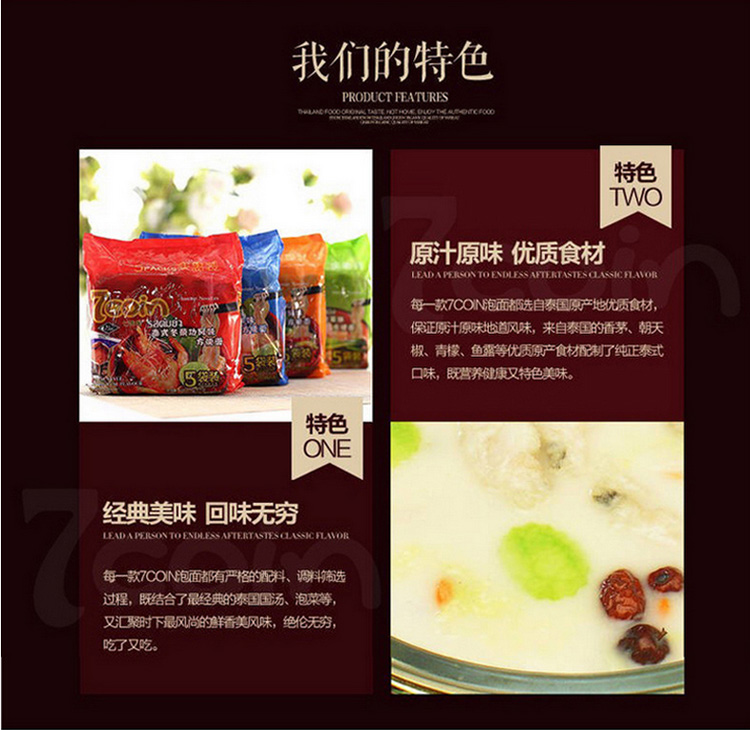 我们的特色
PRODUCT FEATURES
THAILAND FOOD ORIGINAL TASTE, NOT HOME, ENJOY THE AUTHENTIC FOOD
7coin
5袋装
特色
ONE
经典美味 回味无穷
LEAD A PERSON TO ENDLESS AFTERTASTES CLASSIC FLAVOR
每一款7COIN泡面都有严格的配料、调料筛选
过程，既结合了最经典的泰国国汤、泡菜等，
又汇聚时下最风尚的鲜香美风味，绝伦无穷，
吃了又吃。
特色
TWO
原汁原味 优质食材
LEAD A PERSON TO ENDLESS AFTERTASTES CLASSIC FLAVOR
每一款7COIN泡面都选自泰国原产地优质食材，
保证原汁原味地道风味，来自泰国的香茅、朝天
椒、青檬、鱼露等优质原产食材配制了纯正泰式
口味，既营养健康又特色美味。
7coin
7coin